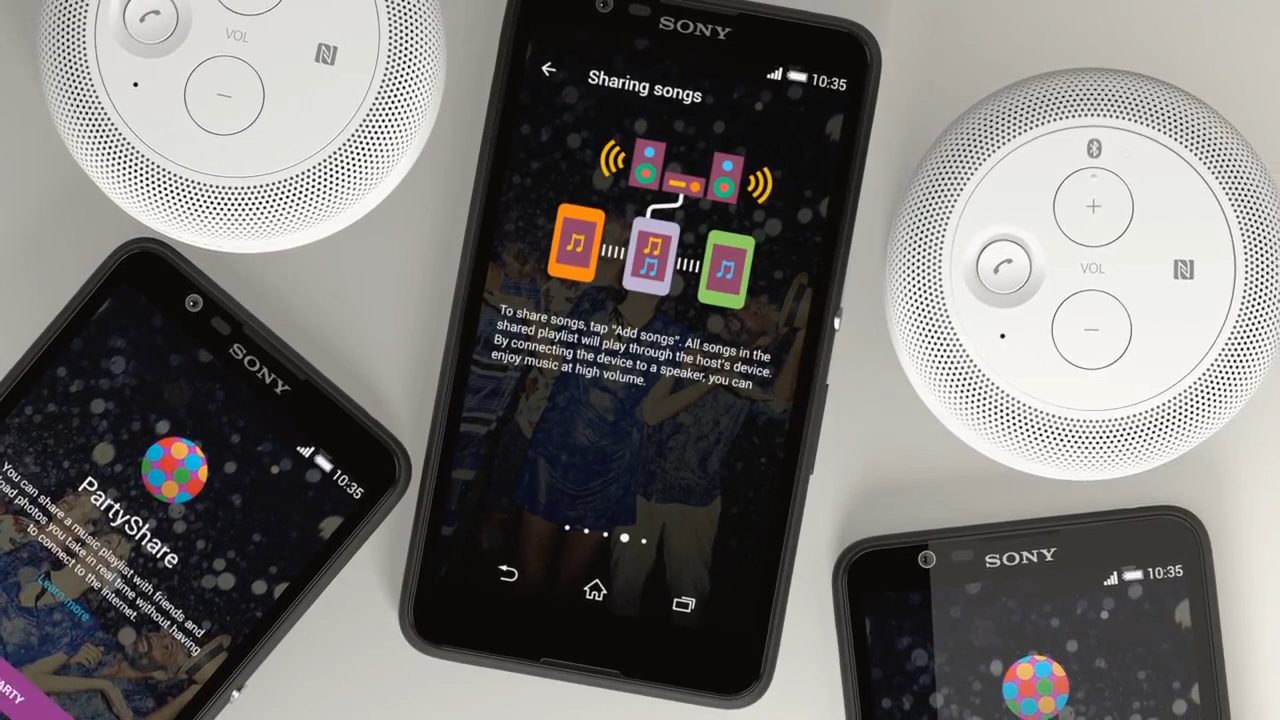 VOL
−
SONY
10:35
Sharing songs
To share songs, tap “Add songs”. All songs in the
shared playlist will play through the host's device.
By connecting the device to a speaker, you can
enjoy music at high volume.
+
VOL
−
SONY
10:35
PartyShare
You can share a music playlist with friends and
photos you take in real time without having
to connect to the internet.
Learn more
SONY
10:35